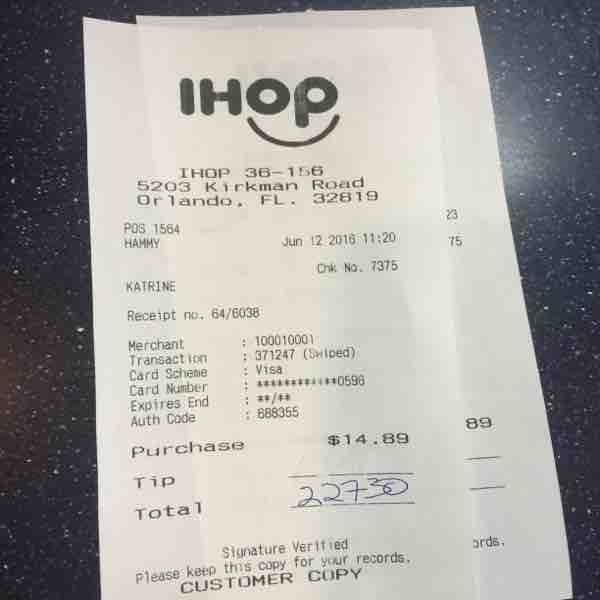 IHOP
IHOP 36-156
5203 Kirkman Road
Orlando, FL. 32819
23
POS 1564
HAMMY Jun 12 2016 11:20 75
Chk No. 7375
KATRINE
Receipt no. 64/6038
Merchant : 100010001
Transaction : 371247 (Swiped)
Card Scheme : Visa
Card Number : ************0596
Expires End : **/**
Auth Code : 688355
Purchase $14.89 89
Tip
Total 22730
Signature Verified
Please keep this copy for your records. ords.
CUSTOMER COPY